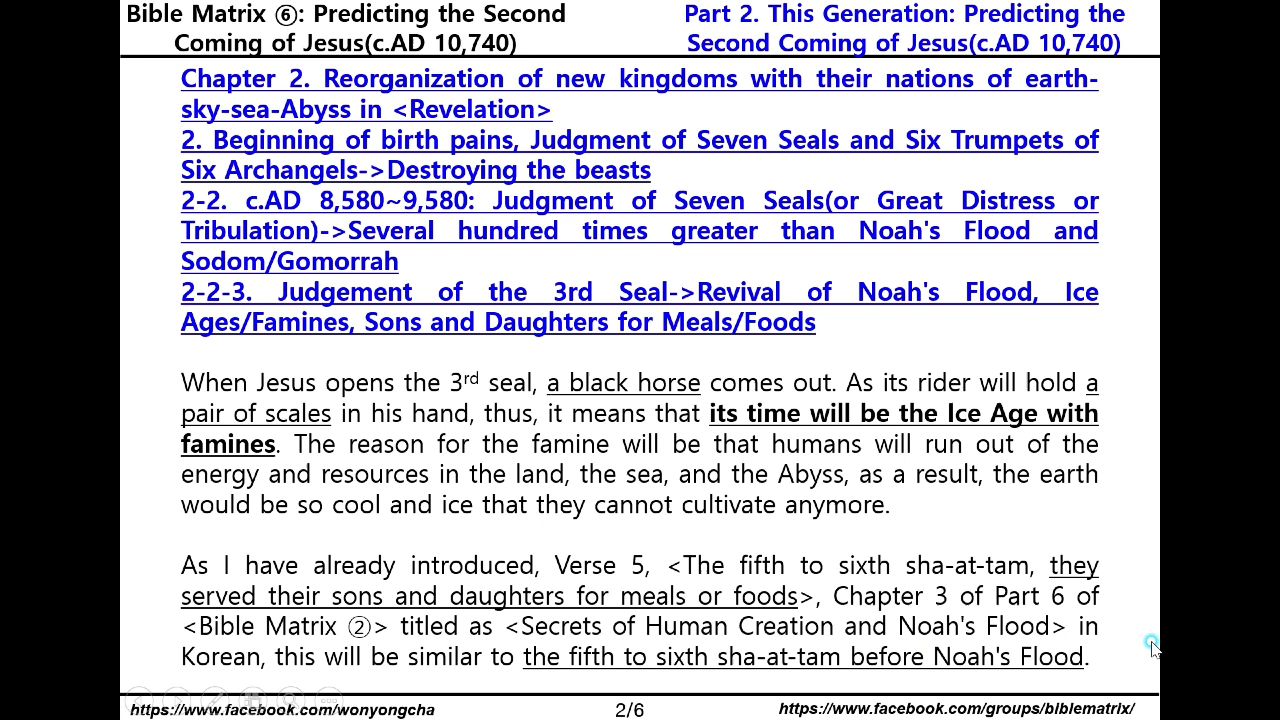 Bible Matrix ⑥: Predicting the Second
Coming of Jesus(c.AD 10,740)
Part 2. This Generation: Predicting the
Second Coming of Jesus(c.AD 10,740)
Chapter 2. Reorganization of new kingdoms with their nations of earth-
sky-sea-Abyss in <Revelation>
2. Beginning of birth pains, Judgment of Seven Seals and Six Trumpets of
Six Archangels->Destroying the beasts
2-2. c.AD 8,580~9,580: Judgment of Seven Seals(or Great Distress or
Tribulation)->Several hundred times greater than Noah's Flood and
Sodom/Gomorrah
2-2-3. Judgement of the 3rd Seal->Revival of Noah's Flood, Ice
Ages/Famines, Sons and Daughters for Meals/Foods
When Jesus opens the 3rd seal, a black horse comes out. As its rider will hold a
pair of scales in his hand, thus, it means that its time will be the Ice Age with
famines. The reason for the famine will be that humans will run out of the
energy and resources in the land, the sea, and the Abyss, as a result, the earth
would be so cool and ice that they cannot cultivate anymore.
As I have already introduced, Verse 5, <The fifth to sixth sha-at-tam, they
served their sons and daughters for meals or foods>, Chapter 3 of Part 6 of
<Bible Matrix ②> titled as <Secrets of Human Creation and Noah's Flood> in
Korean, this will be similar to the fifth to sixth sha-at-tam before Noah's Flood.
https://www.facebook.com/wonyongcha
2/6
https://www.facebook.com/groups/biblematrix/